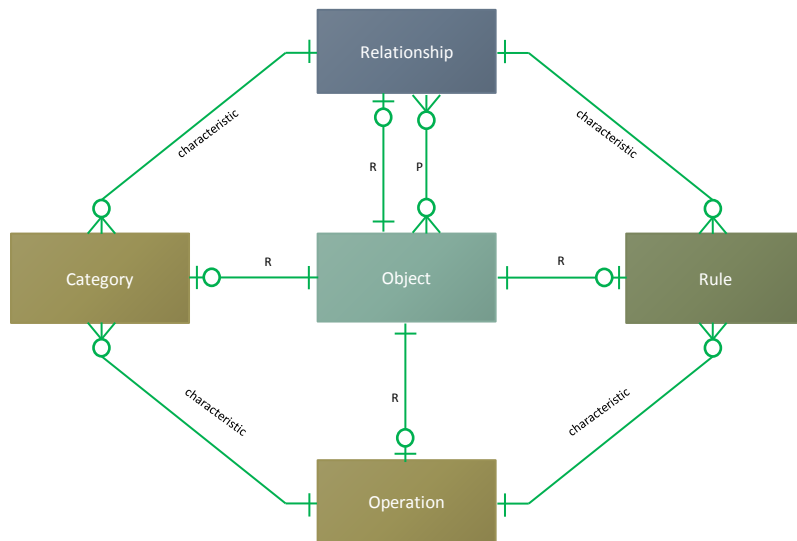 Relationship
characteristic
characteristic
R
P
Category
R
Object
R
Rule
R
characteristic
characteristic
Operation